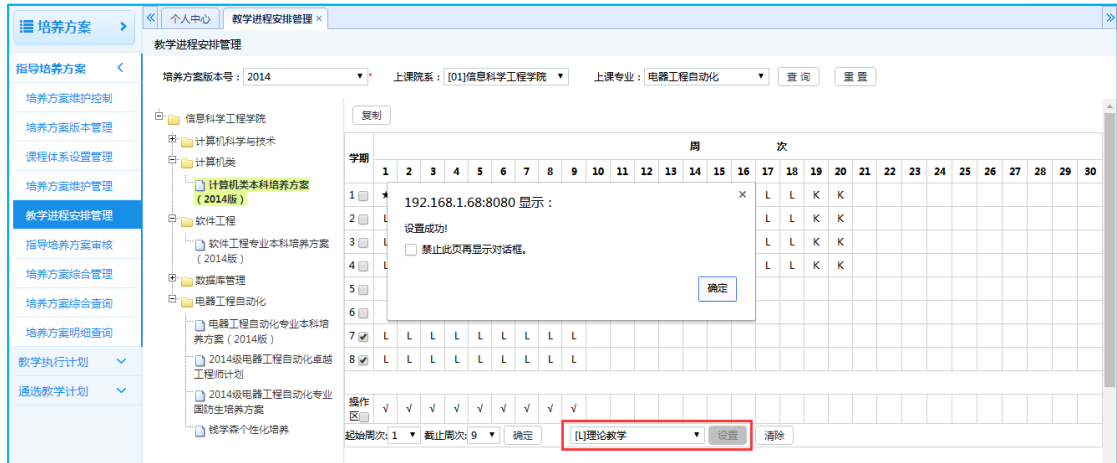 培养方案
个人中心 教学进程安排管理 ×
教学进程安排管理
指导培养方案
培养方案维护控制
培养方案版本管理
课程体系设置管理
培养方案维护管理
教学进程安排管理
指导培养方案审核
培养方案综合管理
培养方案综合查询
培养方案明细查询
教学执行计划
通选教学计划
培养方案版本号：2014 * 上课院系：[01]信息科学工程学院 上课专业：电器工程自动化 查询 重置
信息科学工程学院
计算机科学与技术
计算机类
计算机类本科培养方案
（2014版）
软件工程
软件工程专业本科培养方案
（2014版）
数据库管理
电器工程自动化
电器工程自动化专业本科培
养方案（2014版）
2014级电器工程自动化卓越
工程师计划
2014级电器工程自动化专业
国防生培养方案
钱学森个性化培养
复制
学期 周 次
1 2 3 4 5 6 7 8 9 10 11 12 13 14 15 16 17 18 19 20 21 22 23 24 25 26 27 28 29 30
1 ★ L L K K
2 L L L K K
3 L L L K K
4 L L L K K
5
6
7 L L L L L L L L L
8 L L L L L L L L L
192.168.1.68:8080 显示：
×
设置成功!
禁止此页再显示对话框。
确定
操作
区 √ √ √ √ √ √ √ √ √
起始周次: 1 截止周次: 9 确定 [L]理论教学 设置 清除